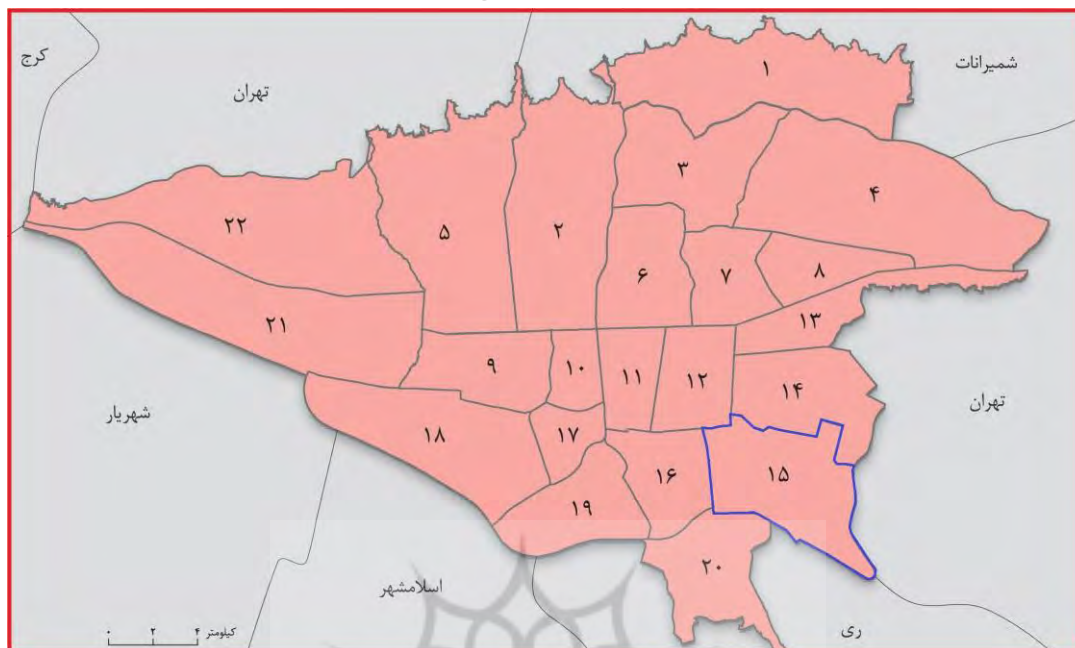 شمیرانات
۱
کرج
تهران
۳
۴
۲۲
۵
۲
۶
۷
۸
۲۱
۱۳
۹
۱۰
۱۱
۱۲
۱۴
تهران
شهریار
۱۸
۱۷
۱۶
۱۵
۱۹
۲۰
اسلامشهر
ری
۰ ۲ ۴ کیلومتر